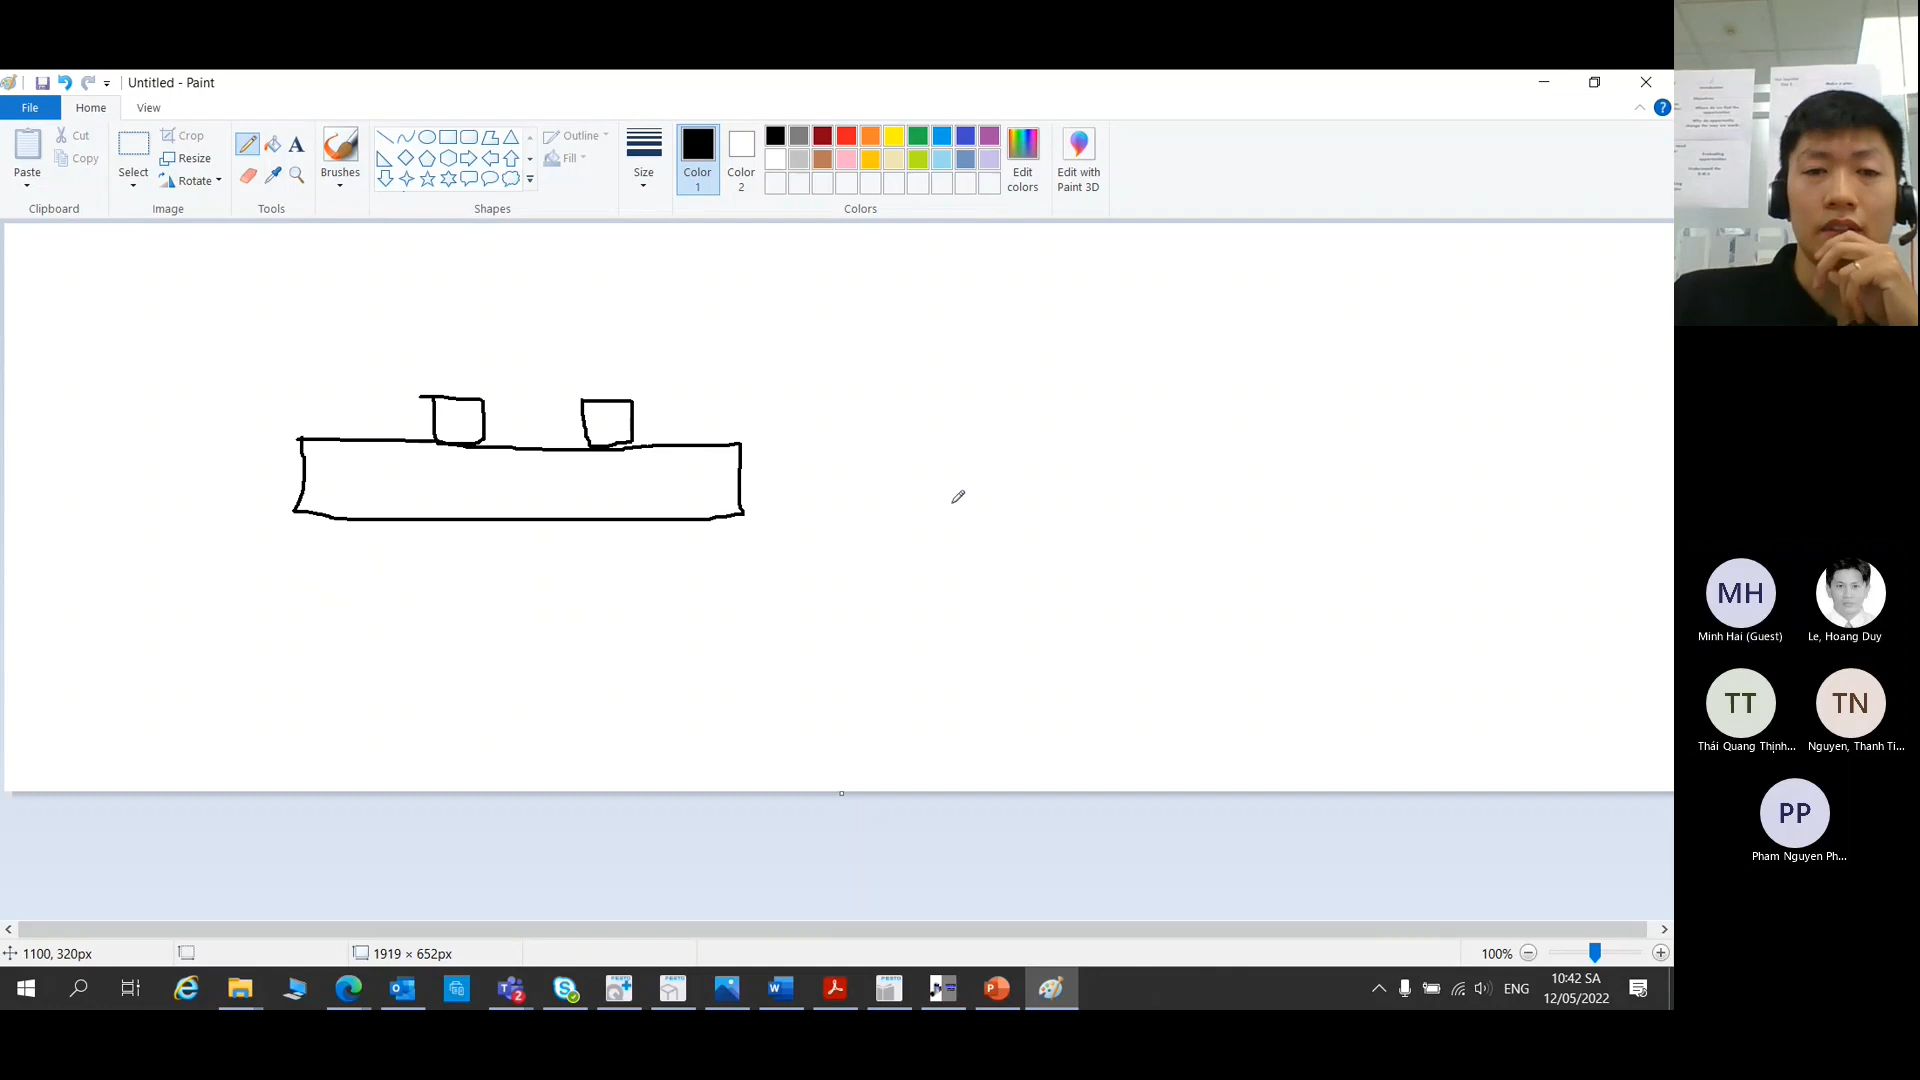 Untitled - Paint
File
Home
View
Paste
Cut
Copy
Clipboard
Select
Crop
Resize
Rotate
Image
Tools
Brushes
Shapes
Outline
Fill
Size
Color
1
Color
2
Colors
Edit
colors
Edit with
Paint 3D
MH
Minh Hai (Guest)
Le, Hoang Duy
TT
Thái Quang Thịnh...
TN
Nguyen, Thanh Ti...
PP
Pham Nguyen Ph...
1100, 320px
1919 × 652px
100%
ENG
10:42 SA
12/05/2022